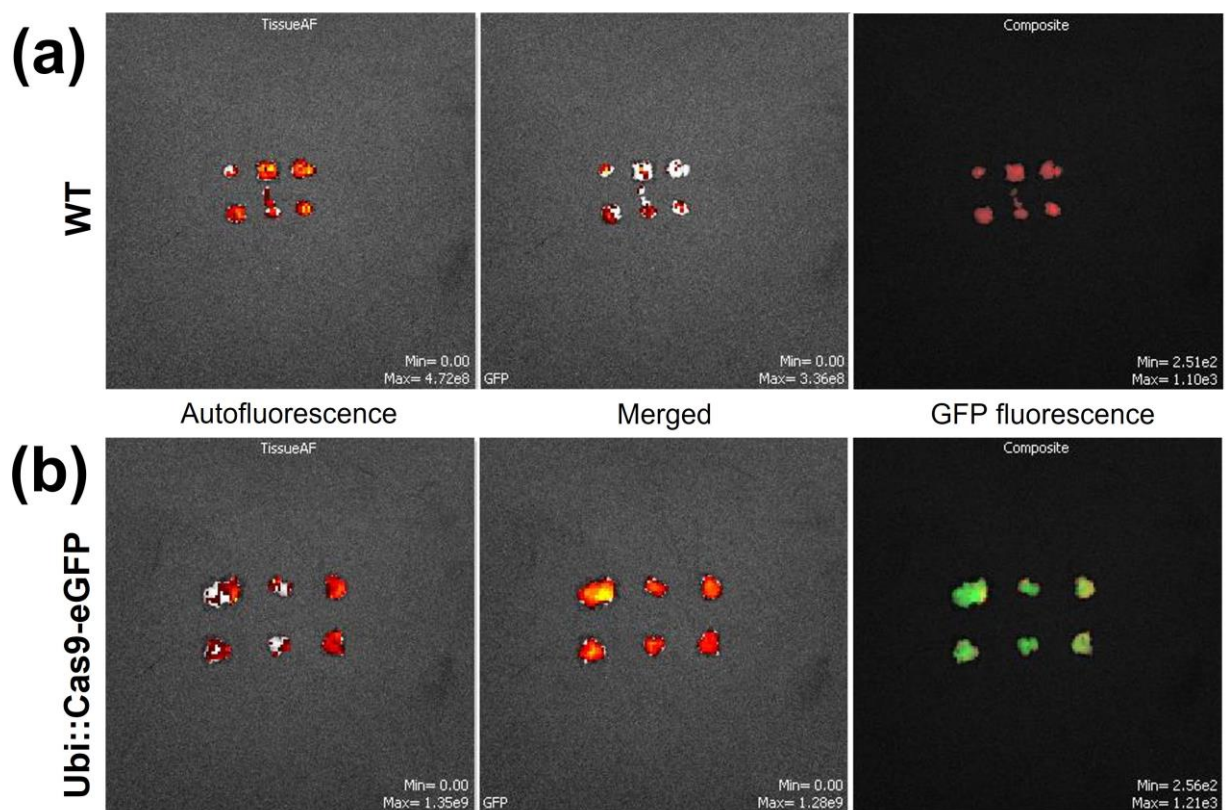 (a)
WT
TissueAF
Min= 0.00
Max= 4.72e8
GFP
Min= 0.00
Max= 3.36e8
Composite
Min= 2.51e2
Max= 1.10e3
Autofluorescence
Merged
GFP fluorescence
(b)
Ubi::Cas9-eGFP
TissueAF
Min= 0.00
Max= 1.35e9
GFP
Min= 0.00
Max= 1.28e9
Composite
Min= 2.56e2
Max= 1.21e3